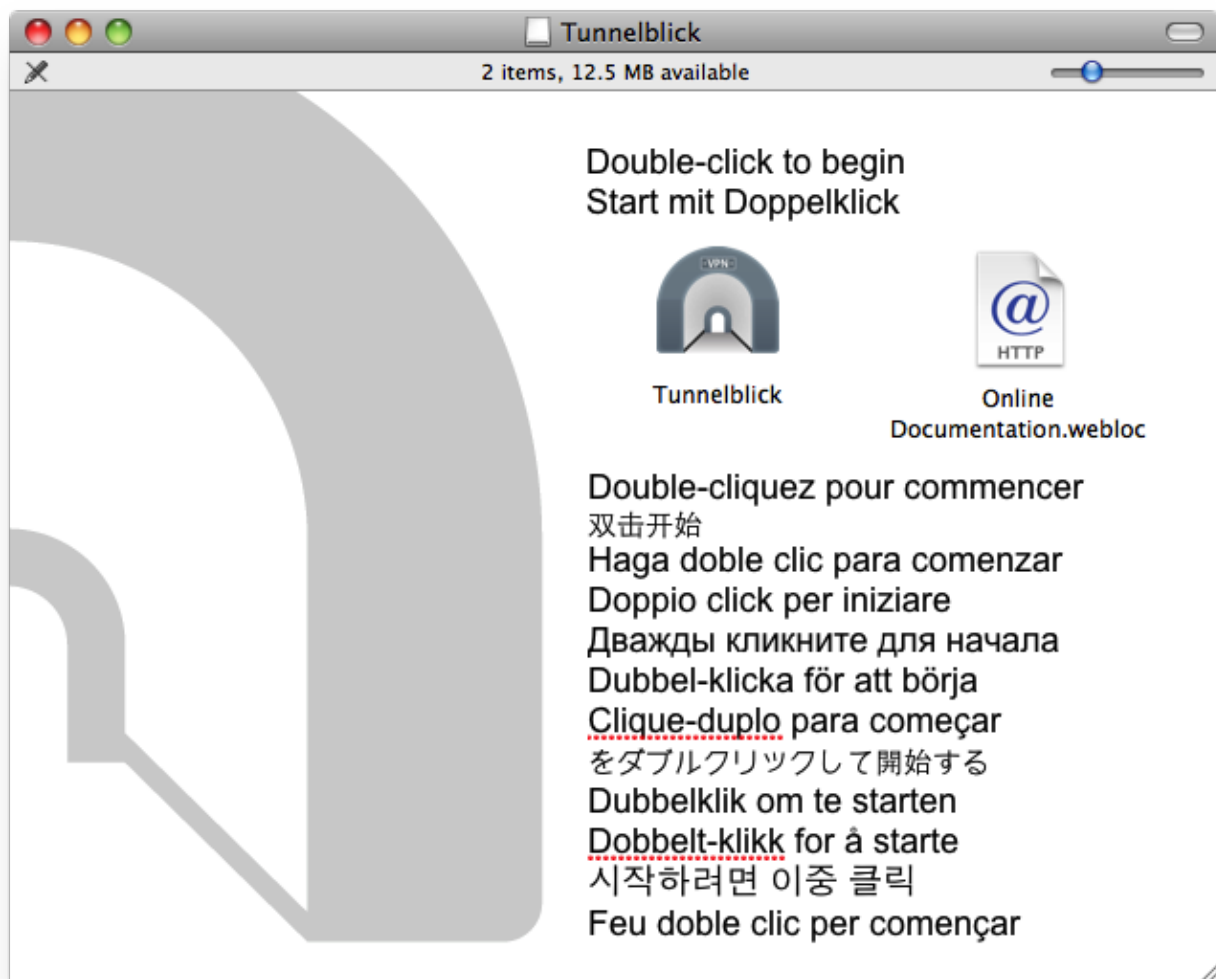 Tunnelblick
2 items, 12.5 MB available
Double-click to begin
Start mit Doppelklick
VPN
HTTP
Tunnelblick
Online
Documentation.webloc
Double-cliquez pour commencer
双击开始
Haga doble clic para comenzar
Doppio click per iniziare
Дважды кликните для начала
Dubbel-klicka för att börja
Clique-duplo para começar
をダブルクリックして開始する
Dubbelklik om te starten
Dobbelt-klikk for å starte
시작하려면 이중 클릭
Feu doble clic per començar